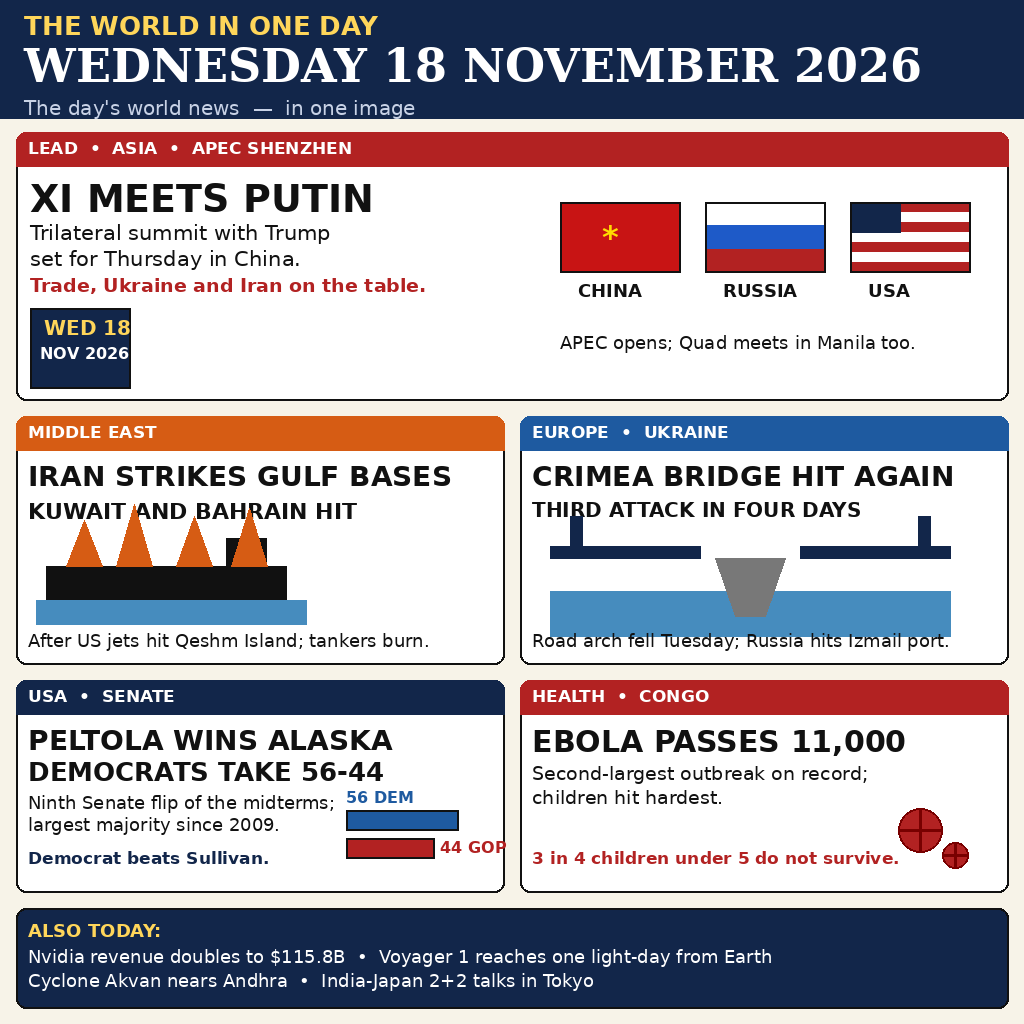 THE WORLD IN ONE DAY
WEDNESDAY 18 NOVEMBER 2026
The day's world news — in one image
LEAD • ASIA • APEC SHENZHEN
XI MEETS PUTIN
Trilateral summit with Trump
set for Thursday in China.
Trade, Ukraine and Iran on the table.
WED 18
NOV 2026
CHINA
RUSSIA
USA
APEC opens; Quad meets in Manila too.
MIDDLE EAST
IRAN STRIKES GULF BASES
KUWAIT AND BAHRAIN HIT
After US jets hit Qeshm Island; tankers burn.
EUROPE • UKRAINE
CRIMEA BRIDGE HIT AGAIN
THIRD ATTACK IN FOUR DAYS
Road arch fell Tuesday; Russia hits Izmail port.
USA • SENATE
PELTOLA WINS ALASKA
DEMOCRATS TAKE 56-44
Ninth Senate flip of the midterms;
largest majority since 2009.
Democrat beats Sullivan.
56 DEM
44 GOP
HEALTH • CONGO
EBOLA PASSES 11,000
Second-largest outbreak on record;
children hit hardest.
3 in 4 children under 5 do not survive.
ALSO TODAY:
Nvidia revenue doubles to $115.8B • Voyager 1 reaches one light-day from Earth
Cyclone Akvan nears Andhra • India-Japan 2+2 talks in Tokyo